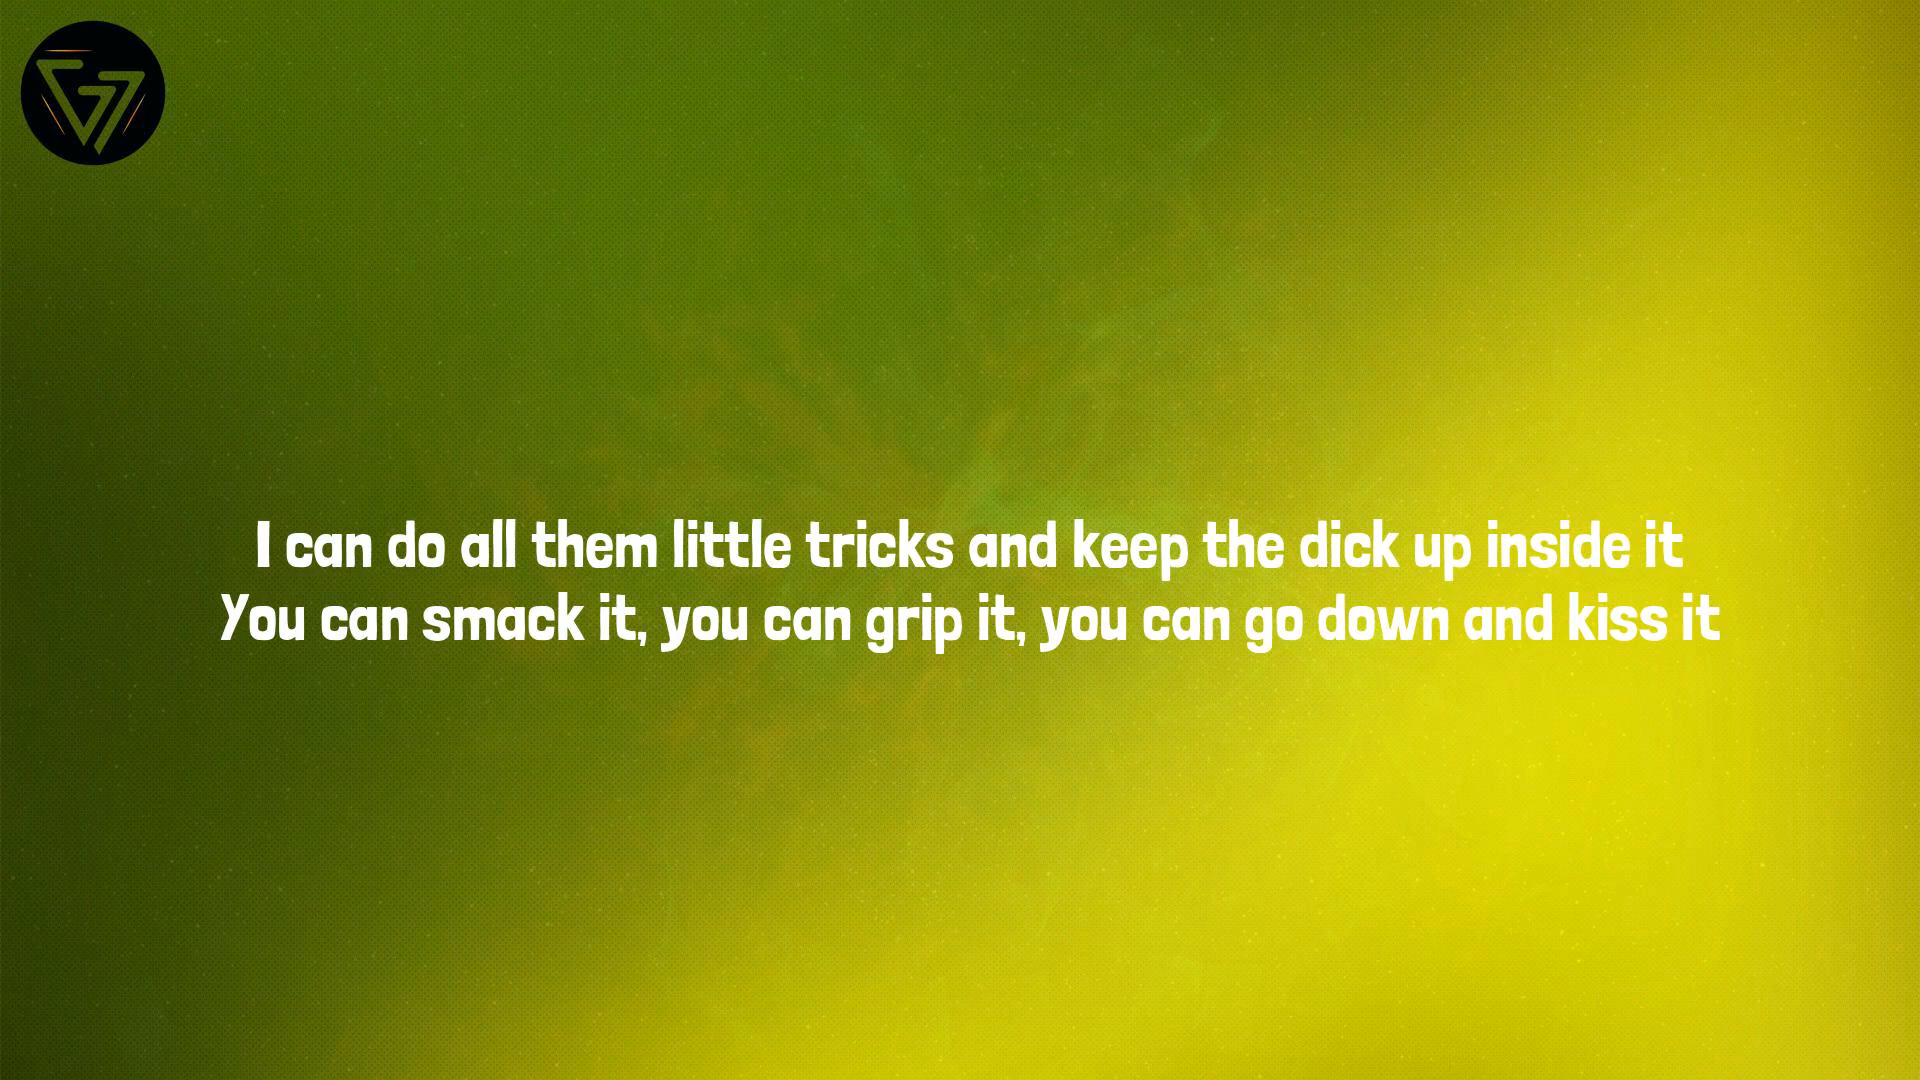 I can do all them little tricks and keep the dick up inside it
You can smack it, you can grip it, you can go down and kiss it